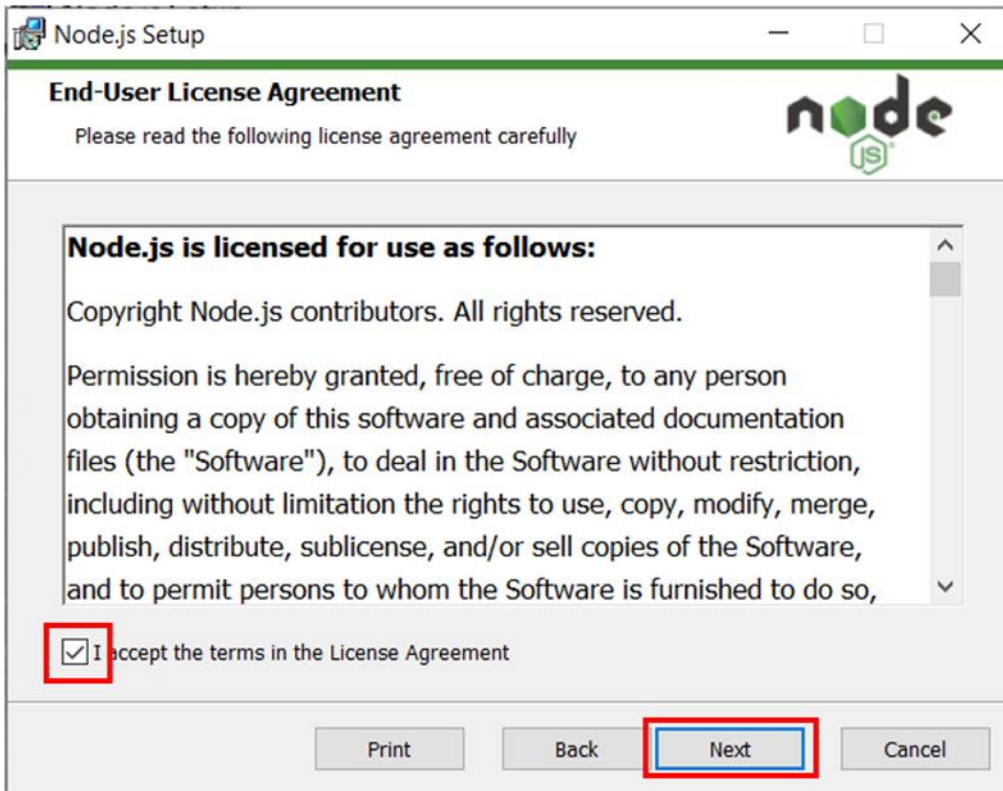 Node.js Setup
End-User License Agreement
Please read the following license agreement carefully
node
JS
Node.js is licensed for use as follows:
Copyright Node.js contributors. All rights reserved.
Permission is hereby granted, free of charge, to any person
obtaining a copy of this software and associated documentation
files (the "Software"), to deal in the Software without restriction,
including without limitation the rights to use, copy, modify, merge,
publish, distribute, sublicense, and/or sell copies of the Software,
and to permit persons to whom the Software is furnished to do so,
I accept the terms in the License Agreement
Print Back Next Cancel